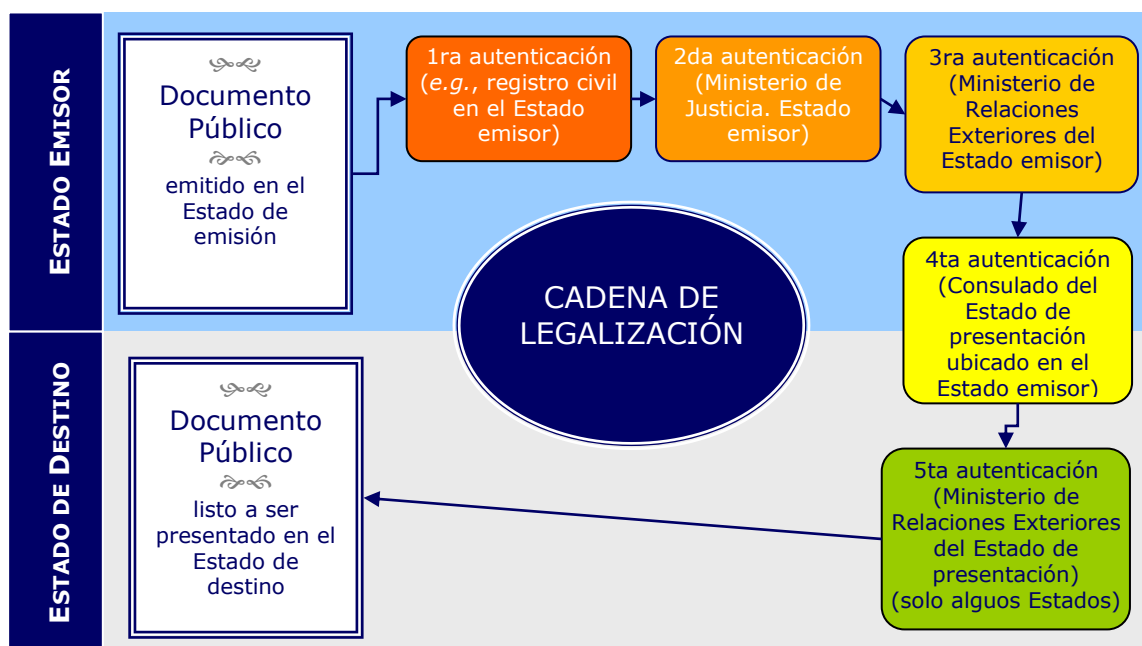 ESTADO EMISOR
Documento
Público
emitido en el
Estado de
emisión
1ra autenticación
(e.g., registro civil
en el Estado
emisor)
2da autenticación
(Ministerio de
Justicia. Estado
emisor)
3ra autenticación
(Ministerio de
Relaciones
Exteriores del
Estado emisor)
4ta autenticación
(Consulado del
Estado de
presentación
ubicado en el
Estado emisor)
CADENA DE
LEGALIZACIÓN
ESTADO DE DESTINO
5ta autenticación
(Ministerio de
Relaciones Exteriores
del Estado de
presentación)
(solo alguos Estados)
Documento
Público
listo a ser
presentado en el
Estado de
destino